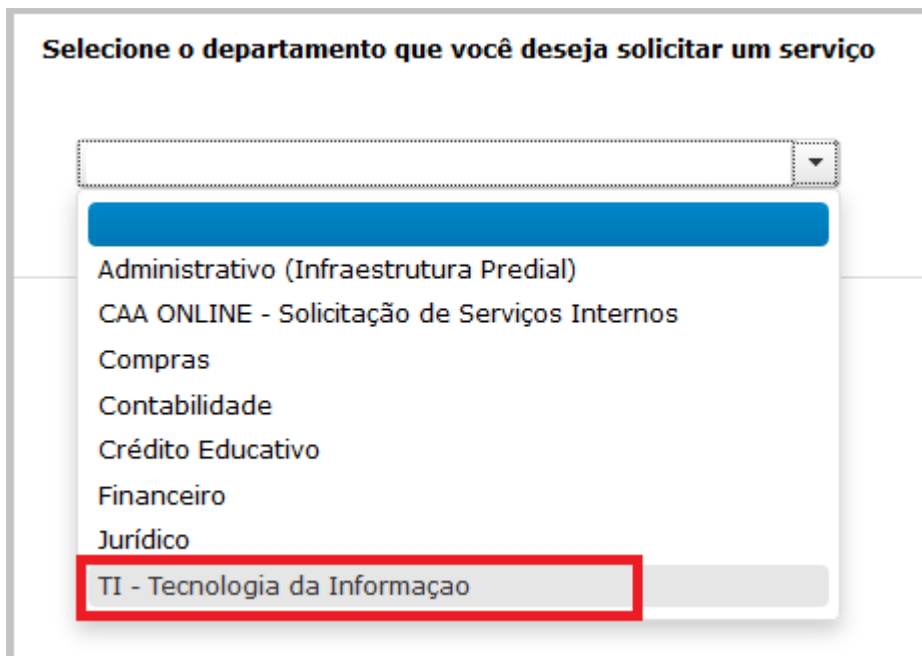 Selecione o departamento que você deseja solicitar um serviço
Administrativo (Infraestrutura Predial)
CAA ONLINE - Solicitação de Serviços Internos
Compras
Contabilidade
Crédito Educativo
Financeiro
Jurídico
TI - Tecnologia da Informaçao